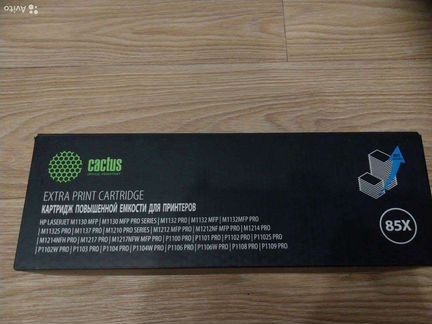 Avito
cactus
EXTRA PRINT CARTRIDGE
КАРТРИДЖ ПОВЫШЕННОЙ ЕМКОСТИ ДЛЯ ПРИНТЕРОВ
HP LASERJET M1130 MFP | M1130 MFP PRO SERIES | M1132 PRO | M1132 MFP | M1132MFP PRO
| M1132S PRO | M1137 PRO | M1210 PRO SERIES | M1212 MFP PRO | M1212NF MFP PRO | M1214 PRO
| M1214NFH PRO | M1217 PRO | M1217NFW MFP PRO | P1100 PRO | P1101 PRO | P1102 PRO | P1102S PRO
| P1102W PRO | P1103 PRO | P1104 PRO | P1104W PRO | P1106 PRO | P1106W PRO | P1108 PRO | P1109 PRO
85X